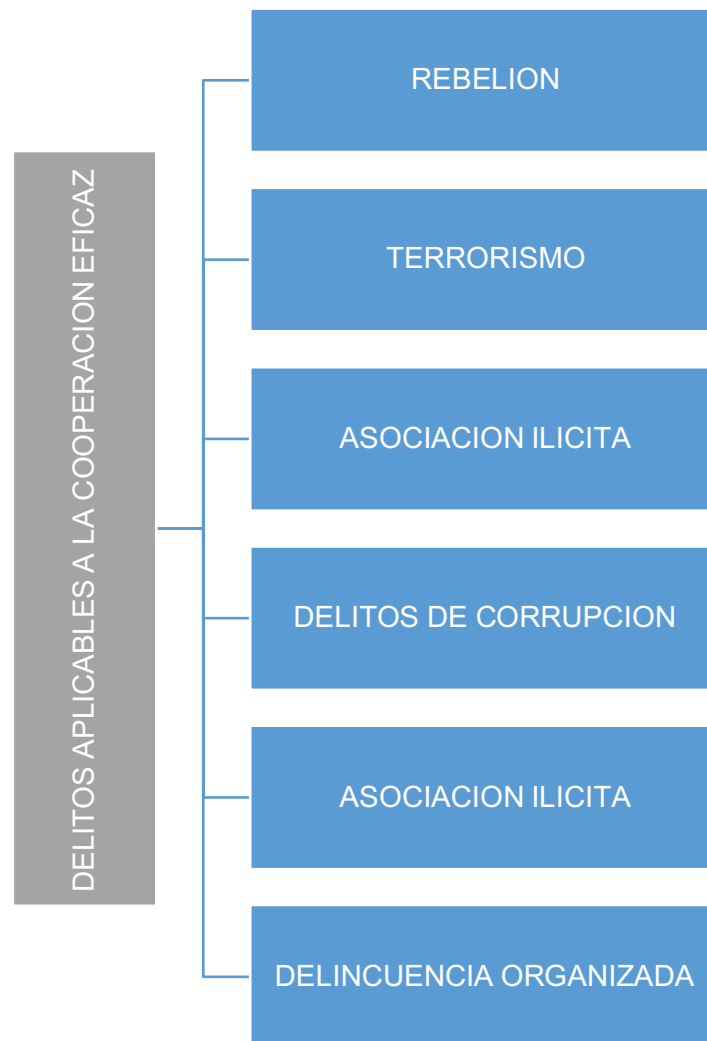 DELITOS APLICABLES A LA COOPERACION EFICAZ
REBELION
TERRORISMO
ASOCIACION ILICITA
DELITOS DE CORRUPCION
ASOCIACION ILICITA
DELINCUENCIA ORGANIZADA